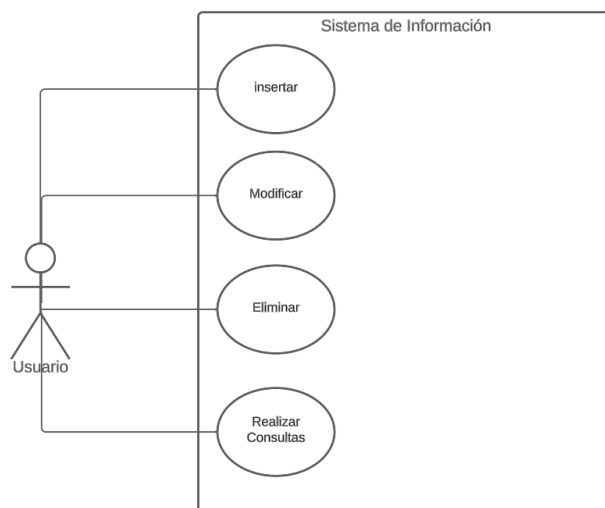 Sistema de Información
insertar
Modificar
Eliminar
Usuario
Realizar
Consultas